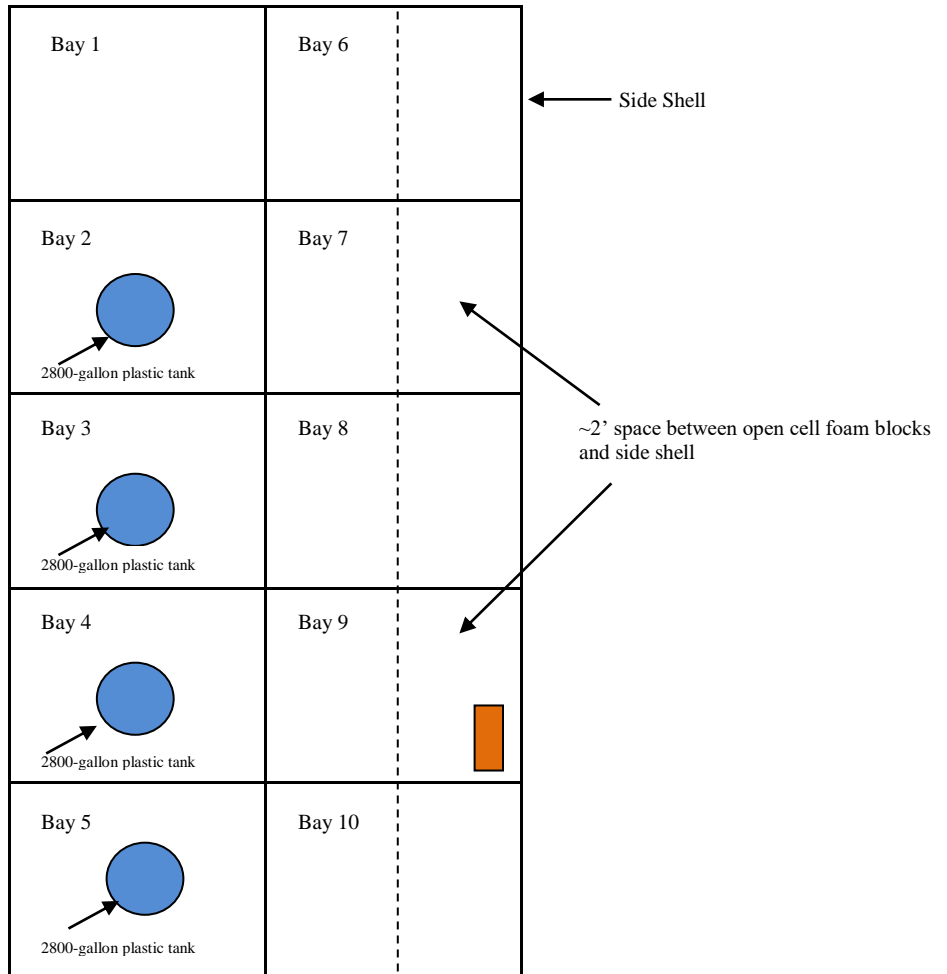 Bay 1
Bay 6
Side Shell
Bay 2
Bay 7
2800-gallon plastic tank
Bay 3
Bay 8
~2’ space between open cell foam blocks
and side shell
2800-gallon plastic tank
Bay 4
Bay 9
2800-gallon plastic tank
Bay 5
Bay 10
2800-gallon plastic tank